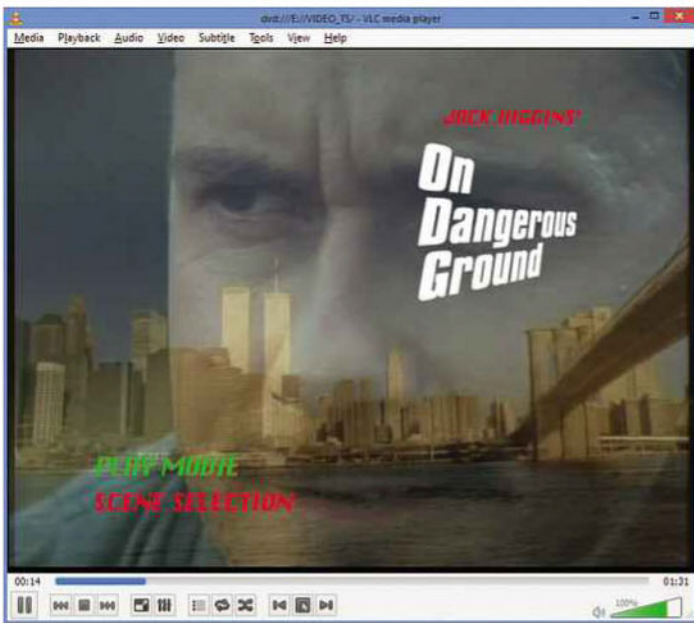 dvd:///E://VIDEO_TS/ - VLC media player
Media Playback Audio Video Subtitle Tools View Help
JACK HIGGINS'
On
Dangerous
Ground
PLAY MOVIE
SCENE SELECTION
00:14
01:31
100%